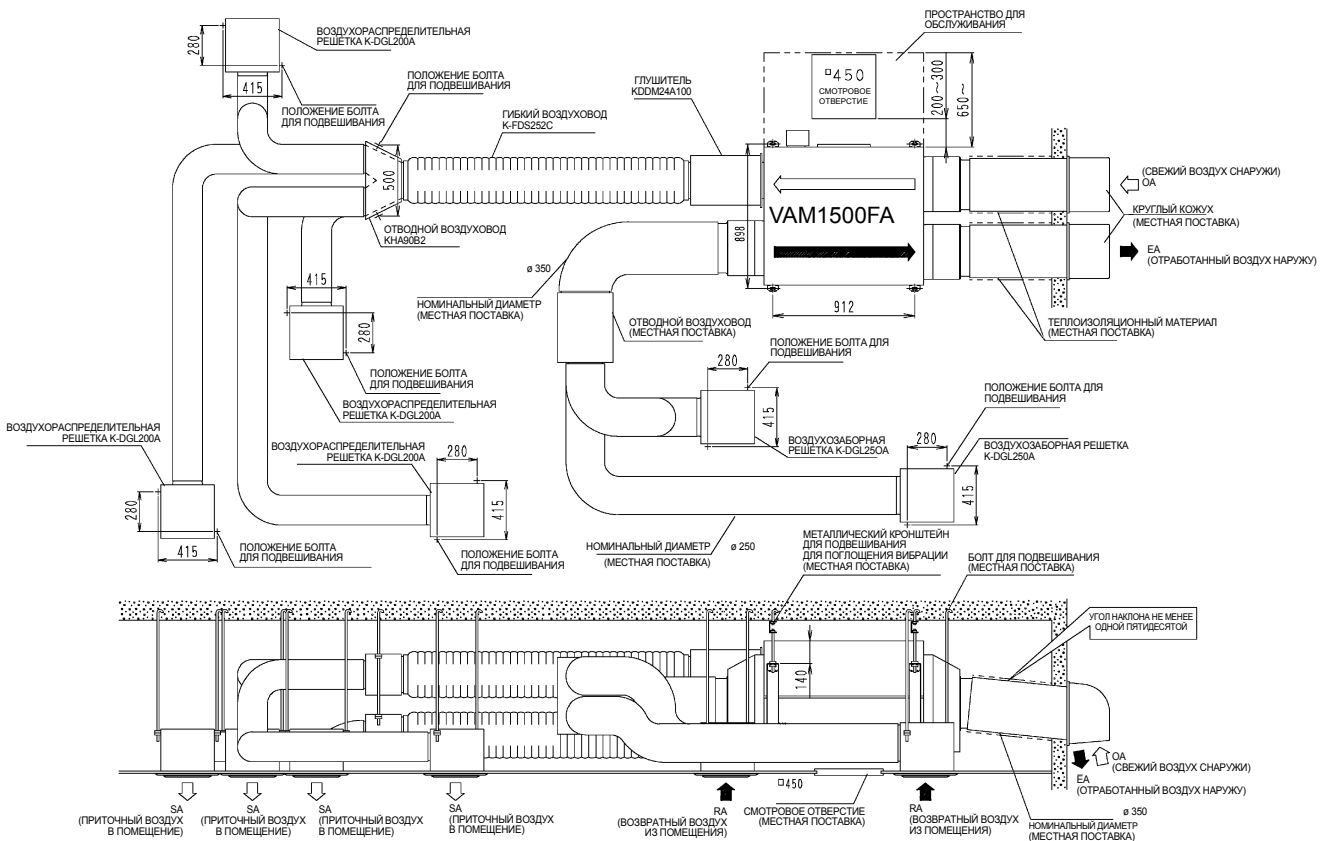 ВОЗДУХОРАСПРЕДЕЛИТЕЛЬНАЯ
РЕШЁТКА K-DGL200A
280
415
ПОЛОЖЕНИЕ БОЛТА
ДЛЯ ПОДВЕШИВАНИЯ
ПОЛОЖЕНИЕ БОЛТА
ДЛЯ ПОДВЕШИВАНИЯ
ГИБКИЙ ВОЗДУХОВОД
K-FDS252C
ГЛУШИТЕЛЬ
KDDM24A100
ПРОСТРАНСТВО ДЛЯ
ОБСЛУЖИВАНИЯ
□450
СМОТРОВОЕ
ОТВЕРСТИЕ
200~300
650~
500
ОТВОДНОЙ ВОЗДУХОВОД
KHA90B2
VAM1500FA
898
912
(СВЕЖИЙ ВОЗДУХ СНАРУЖИ)
OA
КРУГЛЫЙ КОЖУХ
(МЕСТНАЯ ПОСТАВКА)
EA
(ОТРАБОТАННЫЙ ВОЗДУХ НАРУЖУ)
ТЕПЛОИЗОЛЯЦИОННЫЙ МАТЕРИАЛ
(МЕСТНАЯ ПОСТАВКА)
ø 350
НОМИНАЛЬНЫЙ ДИАМЕТР
(МЕСТНАЯ ПОСТАВКА)
ОТВОДНОЙ ВОЗДУХОВОД
(МЕСТНАЯ ПОСТАВКА)
415
280
ПОЛОЖЕНИЕ БОЛТА
ДЛЯ ПОДВЕШИВАНИЯ
ВОЗДУХОРАСПРЕДЕЛИТЕЛЬНАЯ
РЕШЕТКА K-DGL200A
ПОЛОЖЕНИЕ БОЛТА ДЛЯ
ПОДВЕШИВАНИЯ
280
415
ВОЗДУХОЗАБОРНАЯ
РЕШЕТКА K-DGL25OA
ПОЛОЖЕНИЕ БОЛТА ДЛЯ
ПОДВЕШИВАНИЯ
280
415
ВОЗДУХОЗАБОРНАЯ РЕШЕТКА
K-DGL250A
ВОЗДУХОРАСПРЕДЕЛИТЕЛЬНАЯ
РЕШЕТКА K-DGL200A
280
415
ПОЛОЖЕНИЕ БОЛТА
ДЛЯ ПОДВЕШИВАНИЯ
ВОЗДУХОРАСПРЕДЕЛИТЕЛЬНАЯ
РЕШЕТКА K-DGL200A
280
415
ПОЛОЖЕНИЕ БОЛТА
ДЛЯ ПОДВЕШИВАНИЯ
НОМИНАЛЬНЫЙ ДИАМЕТР
(МЕСТНАЯ ПОСТАВКА)
ø 250
МЕТАЛЛИЧЕСКИЙ КРОНШТЕЙН
ДЛЯ ПОДВЕШИВАНИЯ
ДЛЯ ПОГЛОЩЕНИЯ ВИБРАЦИИ
(МЕСТНАЯ ПОСТАВКА)
БОЛТ ДЛЯ ПОДВЕШИВАНИЯ
(МЕСТНАЯ ПОСТАВКА)
УГОЛ НАКЛОНА НЕ МЕНЕЕ
ОДНОЙ ПЯТИДЕСЯТОЙ
140
SA
(ПРИТОЧНЫЙ ВОЗДУХ
В ПОМЕЩЕНИЕ)
SA
(ПРИТОЧНЫЙ ВОЗДУХ
В ПОМЕЩЕНИЕ)
SA
(ПРИТОЧНЫЙ ВОЗДУХ
В ПОМЕЩЕНИЕ)
SA
(ПРИТОЧНЫЙ ВОЗДУХ
В ПОМЕЩЕНИЕ)
RA
(ВОЗВРАТНЫЙ ВОЗДУХ
ИЗ ПОМЕЩЕНИЯ)
□450
СМОТРОВОЕ ОТВЕРСТИЕ
(МЕСТНАЯ ПОСТАВКА)
RA
(ВОЗВРАТНЫЙ ВОЗДУХ
ИЗ ПОМЕЩЕНИЯ)
OA
(СВЕЖИЙ ВОЗДУХ СНАРУЖИ)
EA
(ОТРАБОТАННЫЙ ВОЗДУХ НАРУЖУ)
ø 350
НОМИНАЛЬНЫЙ ДИАМЕТР
(МЕСТНАЯ ПОСТАВКА)